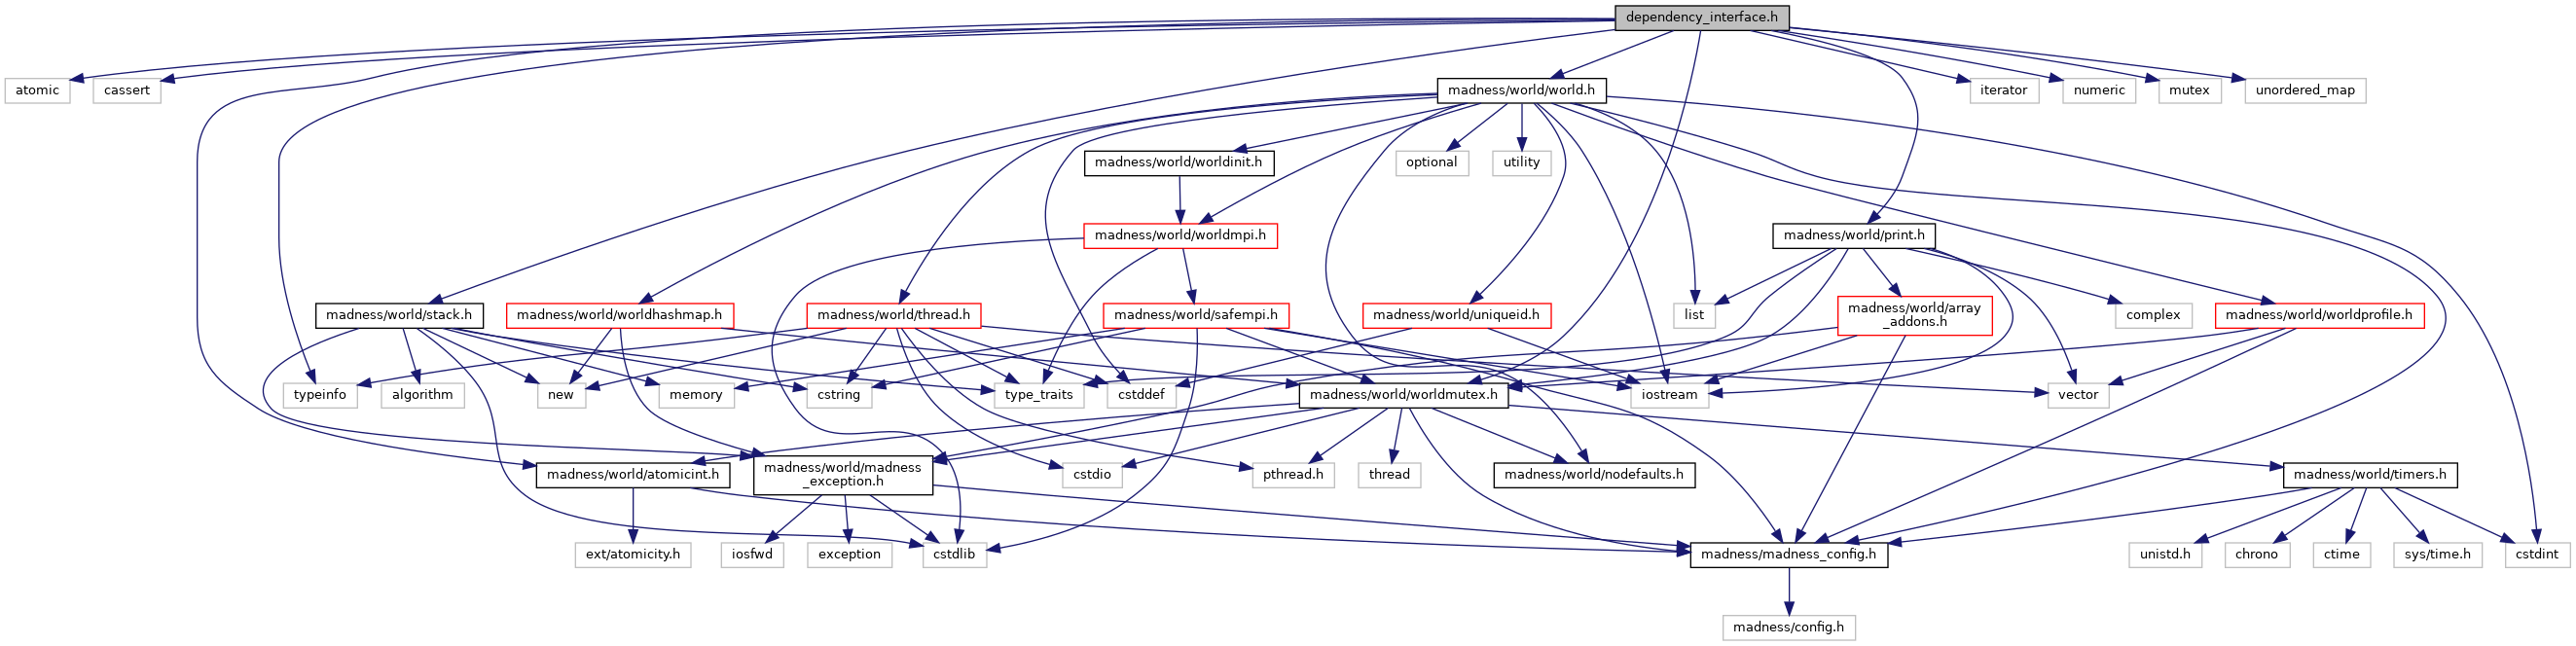 dependency_interface.h
atomic
cassert
madness/world/world.h
iterator
numeric
mutex
unordered_map
madness/world/worldinit.h
optional
utility
madness/world/worldmpi.h
madness/world/print.h
madness/world/stack.h
madness/world/worldhashmap.h
madness/world/thread.h
madness/world/safempi.h
madness/world/uniqueid.h
list
madness/world/array
_addons.h
complex
madness/world/worldprofile.h
typeinfo
algorithm
new
memory
cstring
type_traits
cstddef
madness/world/worldmutex.h
iostream
vector
madness/world/atomicint.h
madness/world/madness
_exception.h
cstdio
pthread.h
thread
madness/world/nodefaults.h
madness/world/timers.h
ext/atomicity.h
iosfwd
exception
cstdlib
madness/madness_config.h
unistd.h
chrono
ctime
sys/time.h
cstdint
madness/config.h